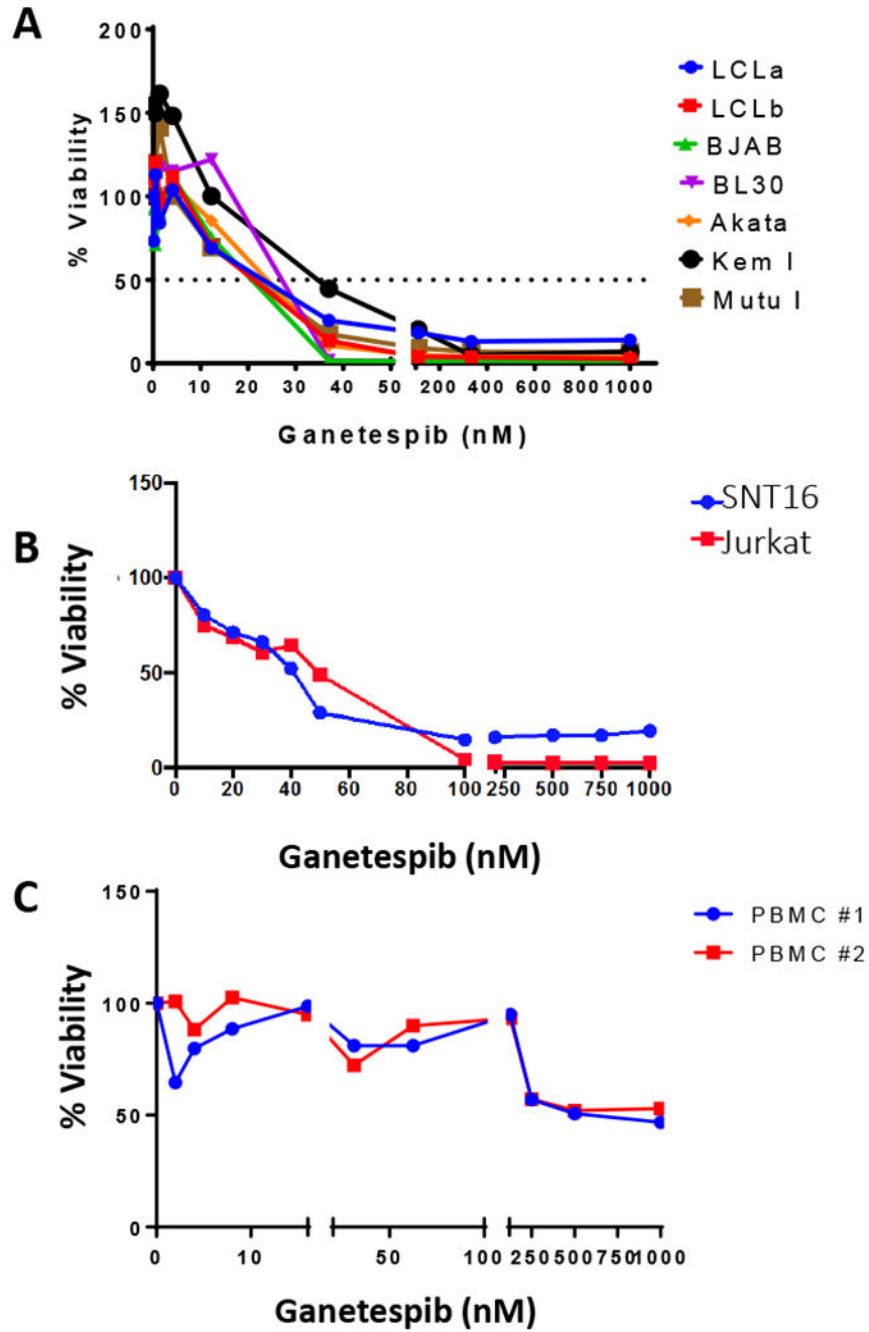 A
200
150
100
50
0
% Viability
0 10 20 30 40 50 200 400 600 800 1000
Ganetespib (nM)
LCLa
LCLb
BJAB
BL30
Akata
Kem I
Mutu I
B
150
100
50
0
% Viability
0 20 40 60 80 100 250 500 750 1000
Ganetespib (nM)
SNT16
Jurkat
C
150
100
50
0
% Viability
0 10 50 100 250 500 750 1000
Ganetespib (nM)
PBMC #1
PBMC #2